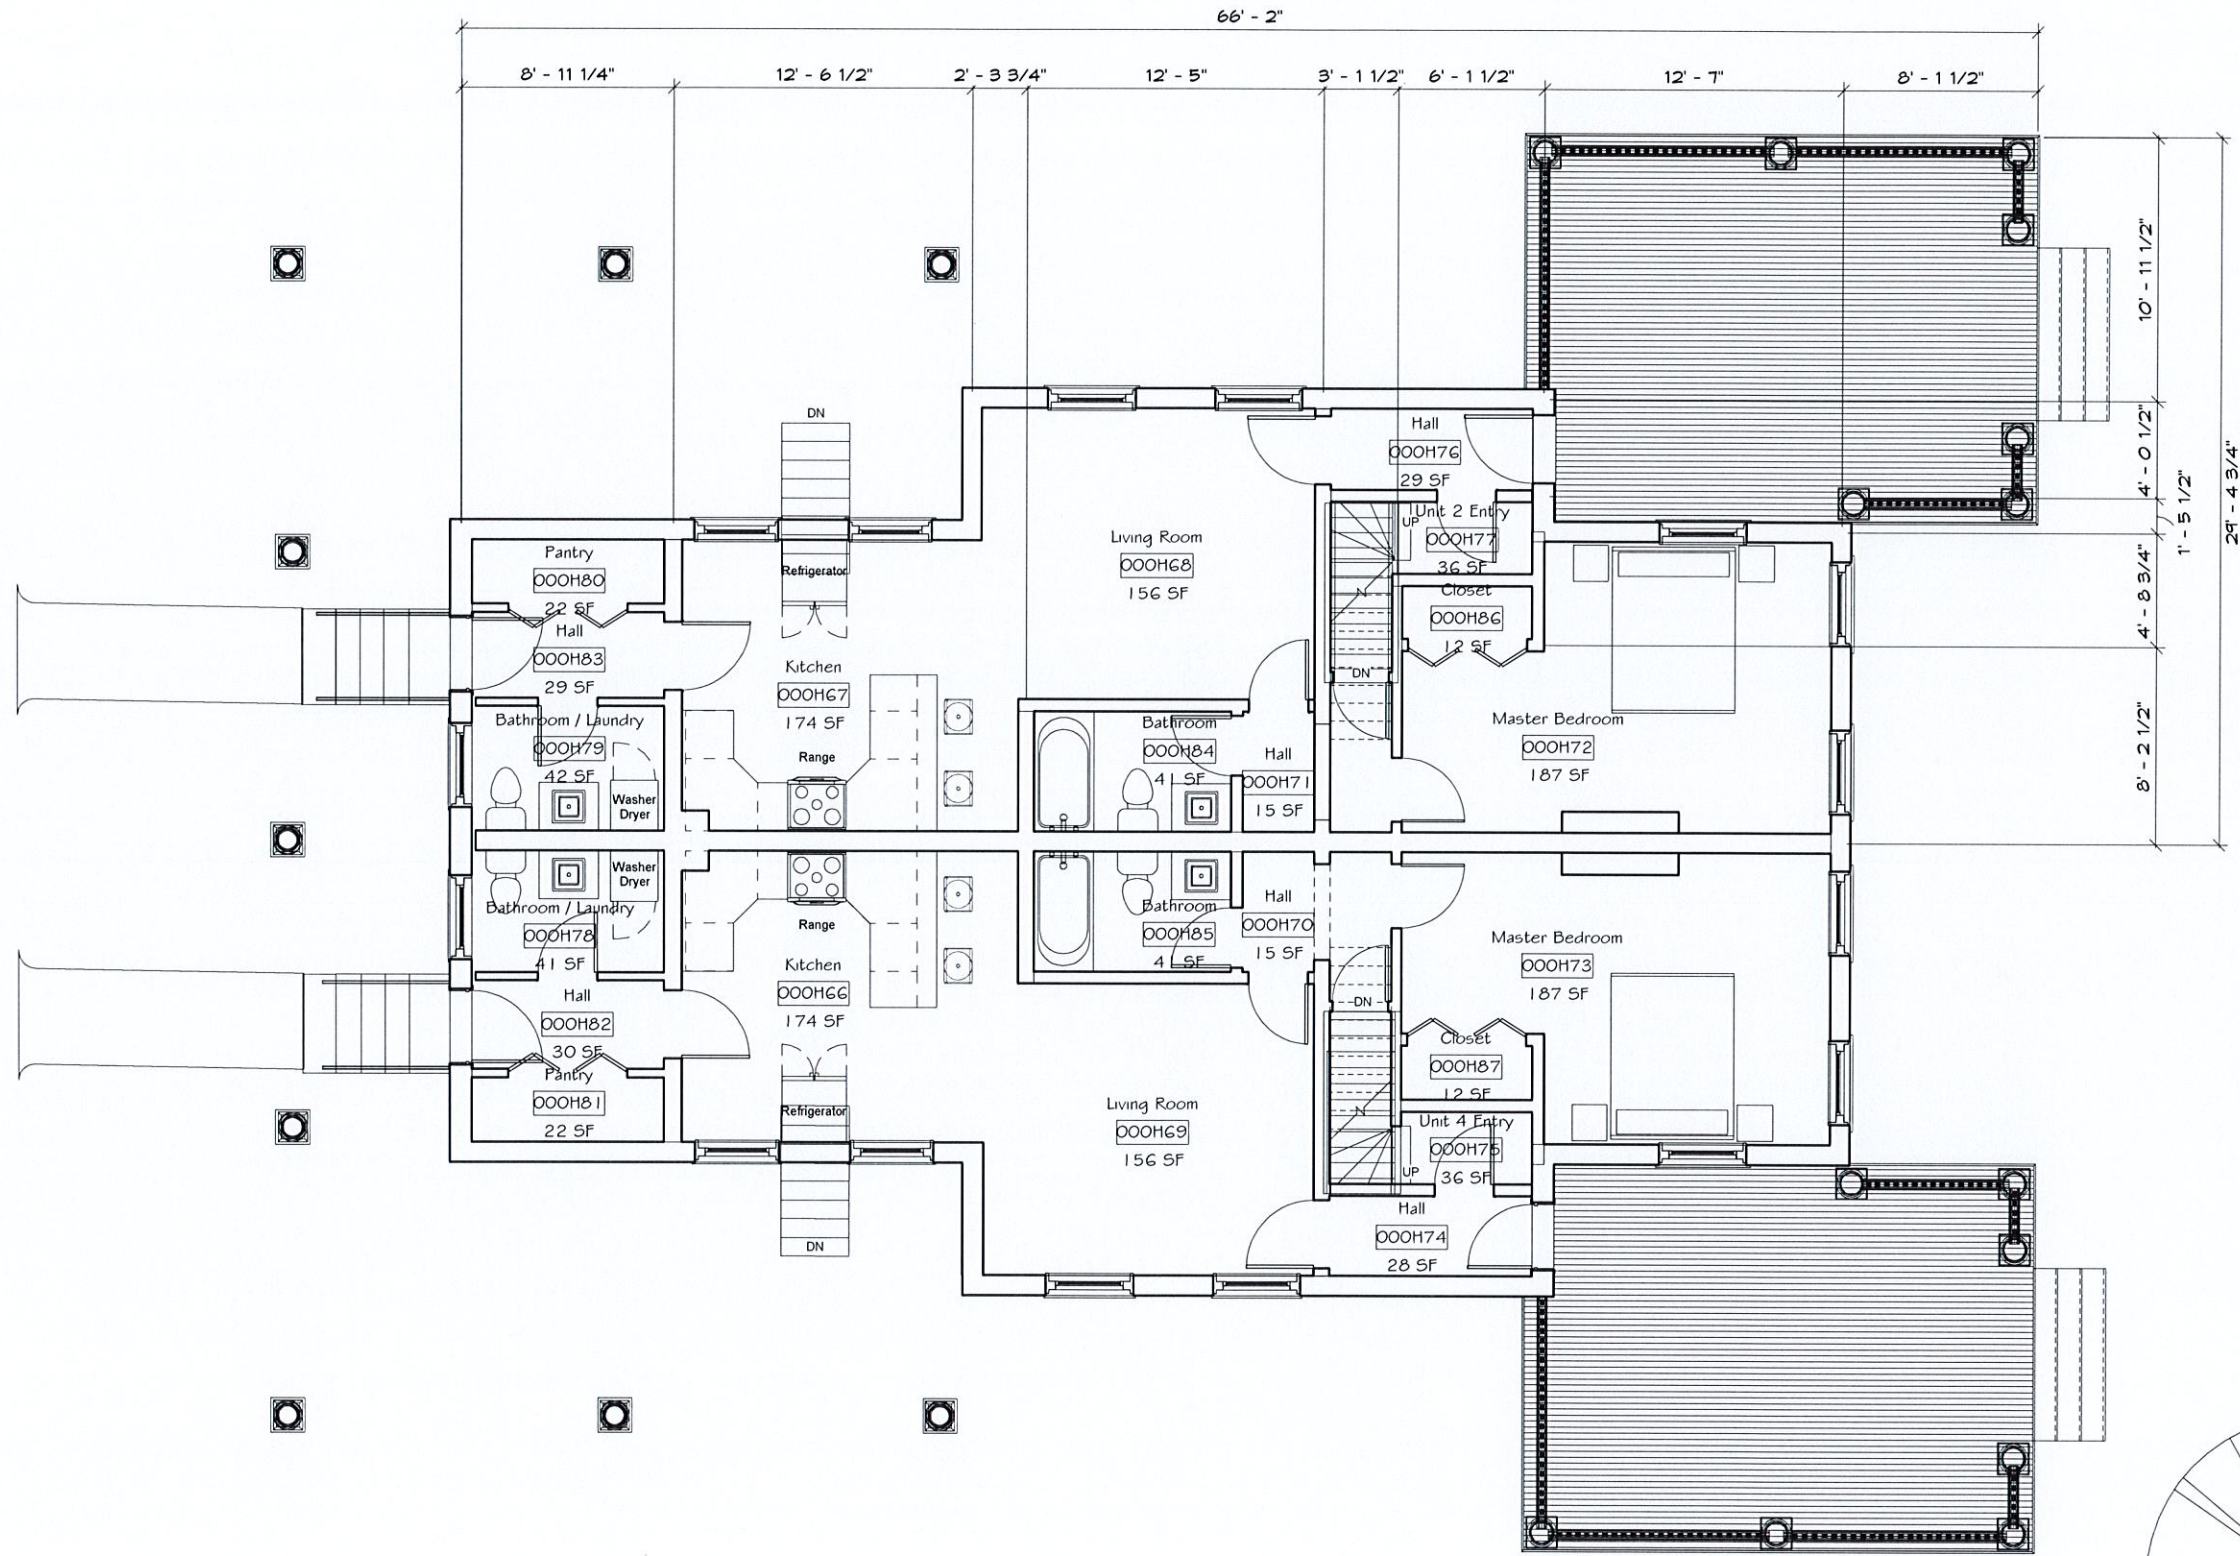 66' - 2"
8' - 11 1/4"
12' - 6 1/2"
2' - 3 3/4"
12' - 5"
3' - 1 1/2"
6' - 1 1/2"
12' - 7"
8' - 1 1/2"
10' - 11 1/2"
4' - 0 1/2"
1' - 5 1/2"
29' - 4 3/4"
4' - 8 3/4"
8' - 2 1/2"
DN
Hall
000H76
29 SF
UP
Unit 2 Entry
000H77
36 SF
Pantry
000H80
22 SF
Refrigerator
Living Room
000H68
156 SF
Closet
000H86
12 SF
Hall
000H83
29 SF
Kitchen
000H67
174 SF
DN
Bathroom / Laundry
000H79
42 SF
Range
Washer
Dryer
Bathroom
000H84
41 SF
Hall
000H71
15 SF
Master Bedroom
000H72
187 SF
Washer
Dryer
Bathroom / Laundry
000H78
41 SF
Range
Bathroom
000H85
41 SF
Hall
000H70
15 SF
Master Bedroom
000H73
187 SF
Kitchen
000H66
174 SF
Hall
000H82
30 SF
DN
Closet
000H87
12 SF
Pantry
000H81
22 SF
Refrigerator
Living Room
000H69
156 SF
Unit 4 Entry
000H75
36 SF
UP
Hall
000H74
28 SF
DN